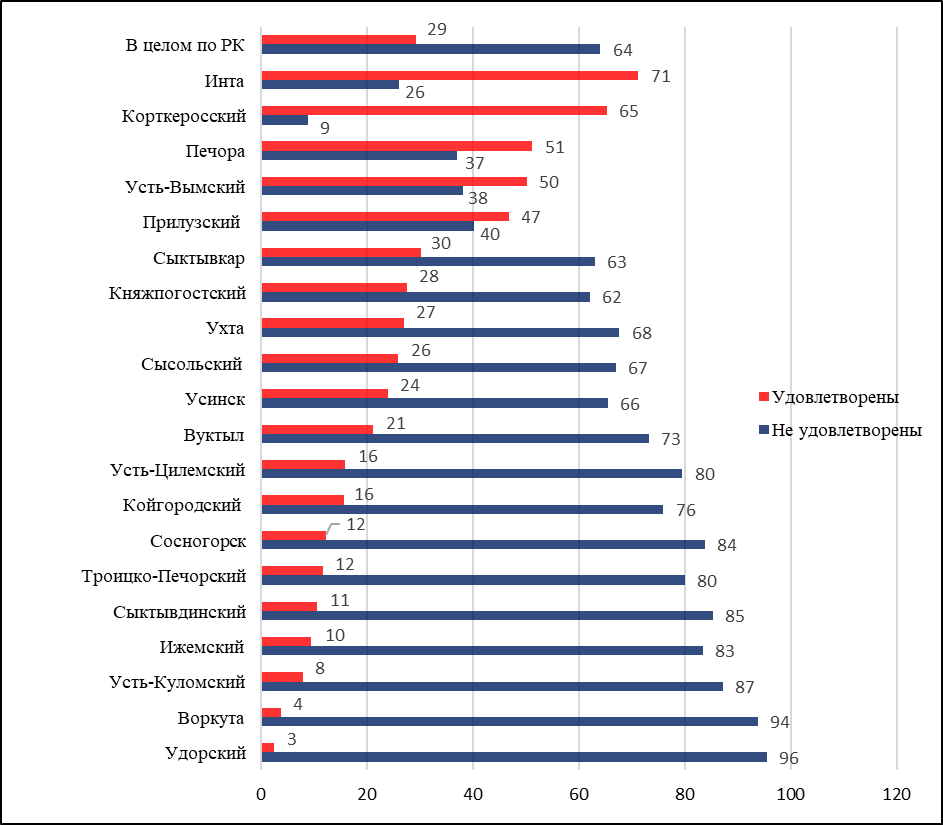 В целом по РК 29 64
Инта 71 26
Корткеросский 65 9
Печора 51 37
Усть-Вымский 50 38
Прилузский 47 40
Сыктывкар 30 63
Княжпогостский 28 62
Ухта 27 68
Сысольский 26 67
Усинск 24 66
Вуктыл 21 73
Усть-Цилемский 16 80
Койгородский 16 76
Сосногорск 12 84
Троицко-Печорский 12 80
Сыктывдинский 11 85
Ижемский 10 83
Усть-Куломский 8 87
Воркута 4 94
Удорский 3 96
0 20 40 60 80 100 120
Удовлетворены
Не удовлетворены